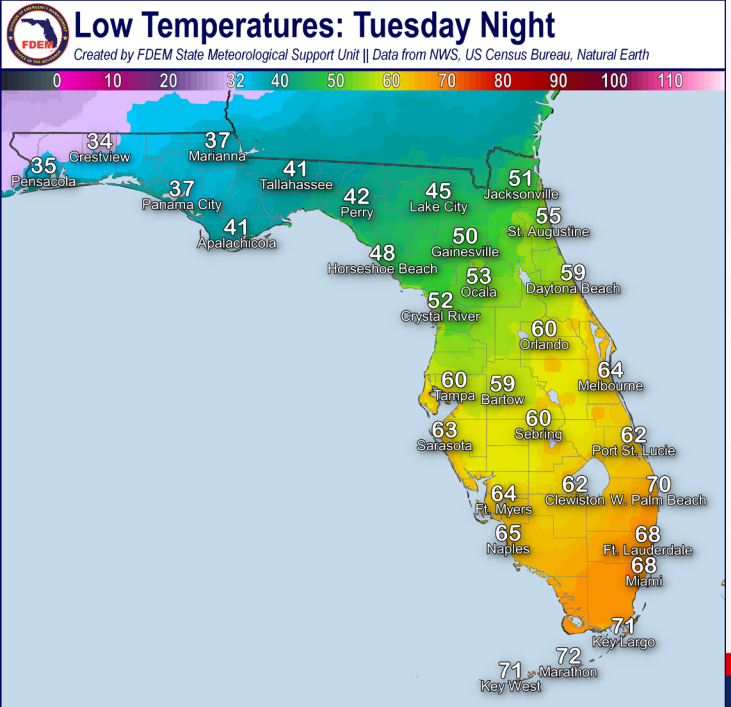 Low Temperatures: Tuesday Night
FDEM
Created by FDEM State Meteorological Support Unit || Data from NWS, US Census Bureau, Natural Earth
0 10 20 32 40 50 60 70 80 90 100 110
34
Crestview
37
Marianna
35
Pensacola
37
Panama City
41
Tallahassee
41
Apalachicola
42
Perry
45
Lake City
51
Jacksonville
55
St. Augustine
50
Gainesville
48
Horseshoe Beach
53
Ocala
59
Daytona Beach
52
Crystal River
60
Orlando
64
Melbourne
60
Tampa
59
Bartow
60
Sebring
63
Sarasota
62
Port St. Lucie
64
Ft. Myers
62
Clewiston
70
W. Palm Beach
65
Naples
68
Ft. Lauderdale
68
Miami
71
Key Largo
72
Marathon
71
Key West